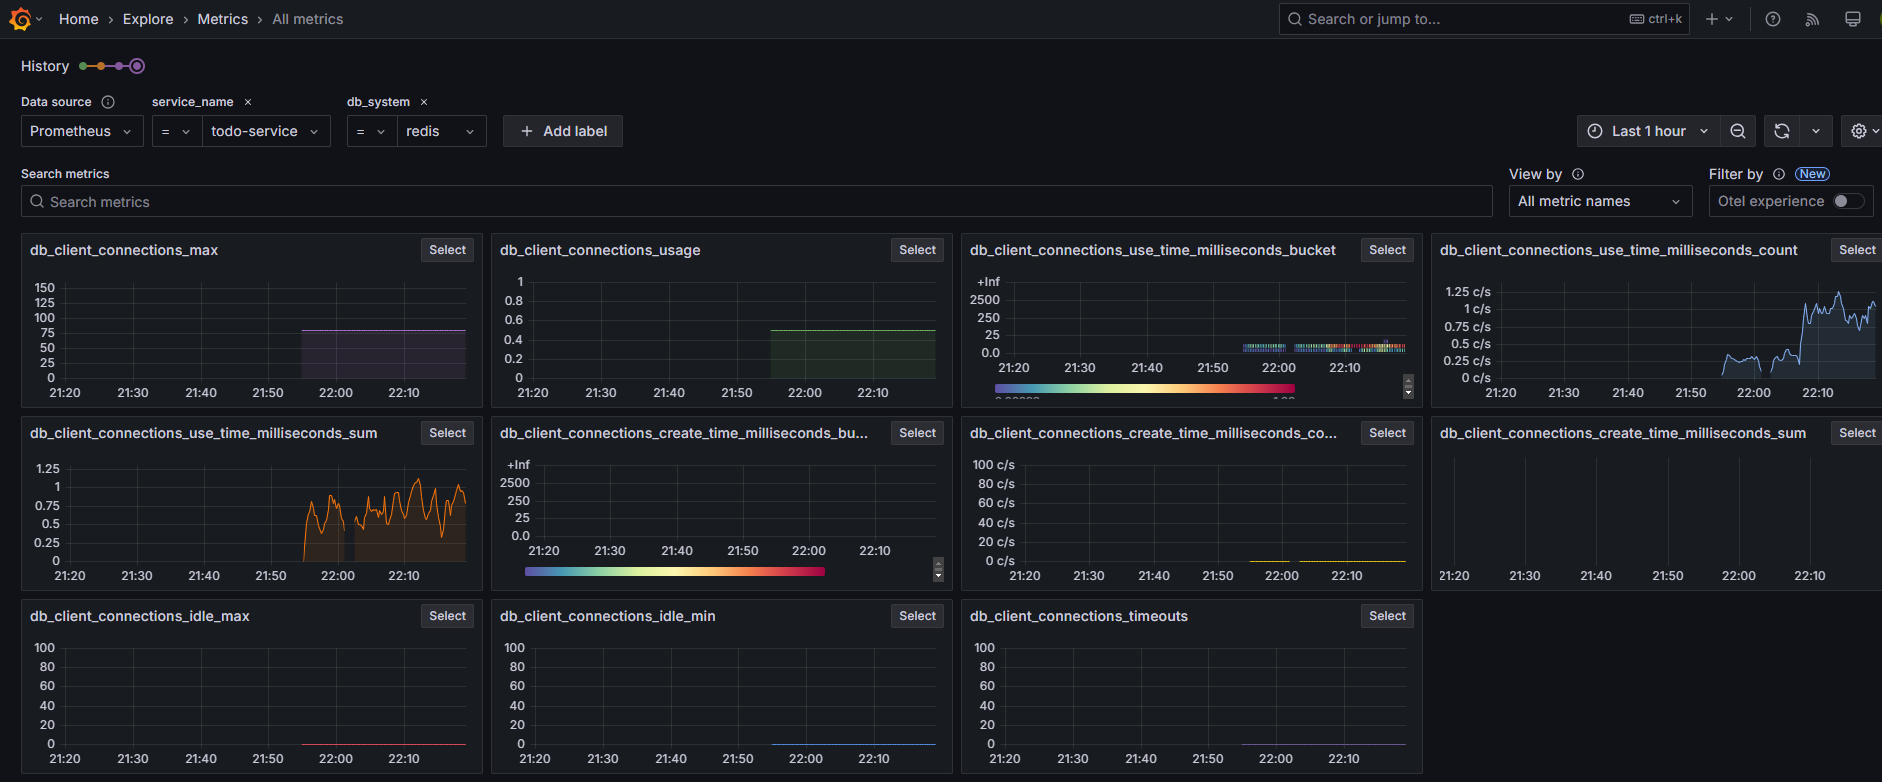 Home › Explore › Metrics › All metrics
Search or jump to... ctrl+k
History
Data source service_name × db_system ×
Prometheus = todo-service = redis + Add label
Last 1 hour
Search metrics View by Filter by New
Search metrics All metric names Otel experience
db_client_connections_max Select
150
125
100
75
50
25
0
21:20 21:30 21:40 21:50 22:00 22:10
db_client_connections_usage Select
1
0.8
0.6
0.4
0.2
0
21:20 21:30 21:40 21:50 22:00 22:10
db_client_connections_use_time_milliseconds_bucket Select
+Inf
2500
250
25
0.0
21:20 21:30 21:40 21:50 22:00 22:10
db_client_connections_use_time_milliseconds_count Select
1.25 c/s
1 c/s
0.75 c/s
0.5 c/s
0.25 c/s
0 c/s
21:20 21:30 21:40 21:50 22:00 22:10
db_client_connections_use_time_milliseconds_sum Select
1.25
1
0.75
0.5
0.25
0
21:20 21:30 21:40 21:50 22:00 22:10
db_client_connections_create_time_milliseconds_bu... Select
+Inf
2500
250
25
0.0
21:20 21:30 21:40 21:50 22:00 22:10
db_client_connections_create_time_milliseconds_co... Select
100 c/s
80 c/s
60 c/s
40 c/s
20 c/s
0 c/s
21:20 21:30 21:40 21:50 22:00 22:10
db_client_connections_create_time_milliseconds_sum Select
21:20 21:30 21:40 21:50 22:00 22:10
db_client_connections_idle_max Select
100
80
60
40
20
0
21:20 21:30 21:40 21:50 22:00 22:10
db_client_connections_idle_min Select
100
80
60
40
20
0
21:20 21:30 21:40 21:50 22:00 22:10
db_client_connections_timeouts Select
100
80
60
40
20
0
21:20 21:30 21:40 21:50 22:00 22:10